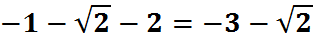 −1 − √2 − 2 = −3 − √2